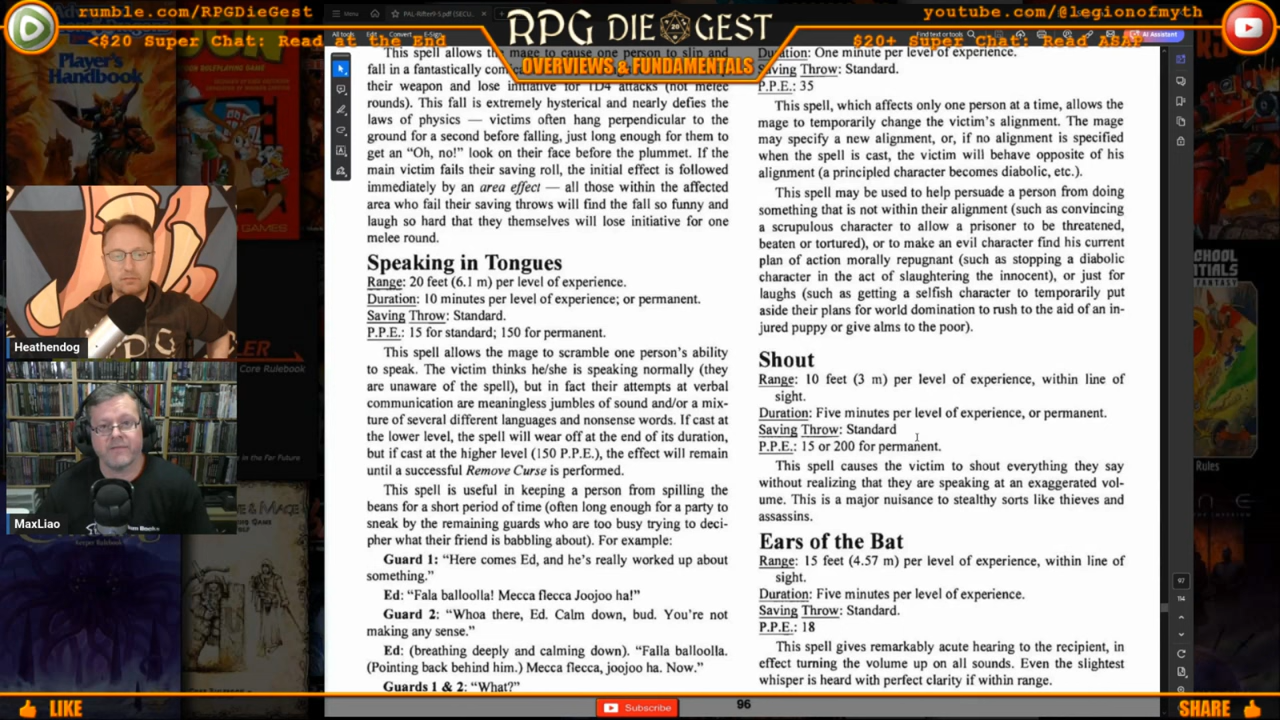 rumble.com/RPGDieGest
<$20 Super Chat: Read at the End
RPG DIE GEST
OVERVIEWS & FUNDAMENTALS
youtube.com/@legionofmyth
$20+ Super Chat: Read ASAP
Menu
All tools Edit Convert E-Sign
Find text or tools
AI Assistant
Player's
Handbook
This spell allows the mage to cause one person to slip and
fall in a fantastically
their weapon and lose initiative for 1D4 attacks (not melee
rounds). This fall is extremely hysterical and nearly defies the
laws of physics — victims often hang perpendicular to the
ground for a second before falling, just long enough for them to
get an “Oh, no!” look on their face before the plummet. If the
main victim fails their saving roll, the initial effect is followed
immediately by an area effect — all those within the affected
area who fail their saving throws will find the fall so funny and
laugh so hard that they themselves will lose initiative for one
melee round.
Speaking in Tongues
Range: 20 feet (6.1 m) per level of experience.
Duration: 10 minutes per level of experience; or permanent.
Saving Throw: Standard.
P.P.E.: 15 for standard; 150 for permanent.
This spell allows the mage to scramble one person’s ability
to speak. The victim thinks he/she is speaking normally (they
are unaware of the spell), but in fact their attempts at verbal
communication are meaningless jumbles of sound and/or a mix-
ture of several different languages and nonsense words. If cast
at the lower level, the spell will wear off at the end of its duration,
but if cast at the higher level (150 P.P.E.), the effect will remain
until a successful Remove Curse is performed.
This spell is useful in keeping a person from spilling the
beans for a short period of time (often long enough for a party to
sneak by the remaining guards who are too busy trying to deci-
pher what their friend is babbling about). For example:
Guard 1: “Here comes Ed, and he’s really worked up about
something.”
Ed: “Fala balloolla! Mecca flecca Joojoo ha!”
Guard 2: “Whoa there, Ed. Calm down, bud. You’re not
making any sense.”
Ed: (breathing deeply and calming down). “Falla balloolla.
(Pointing back behind him.) Mecca flecca, joojoo ha. Now.”
Guards 1 & 2: “What?”
Duration: One minute per level of experience.
Saving Throw: Standard.
P.P.E.: 35
This spell, which affects only one person at a time, allows the
mage to temporarily change the victim’s alignment. The mage
may specify a new alignment, or, if no alignment is specified
when the spell is cast, the victim will behave opposite of his
alignment (a principled character becomes diabolic, etc.).
This spell may be used to help persuade a person from doing
something that is not within their alignment (such as convincing
a scrupulous character to allow a prisoner to be threatened,
beaten or tortured), or to make an evil character find his current
plan of action morally repugnant (such as stopping a diabolic
character in the act of slaughtering the innocent), or just for
laughs (such as getting a selfish character to temporarily put
aside their plans for world domination to rush to the aid of an in-
jured puppy or give alms to the poor).
Shout
Range: 10 feet (3 m) per level of experience, within line of
sight.
Duration: Five minutes per level of experience, or permanent.
Saving Throw: Standard
P.P.E.: 15 or 200 for permanent.
This spell causes the victim to shout everything they say
without realizing that they are speaking at an exaggerated vol-
ume. This is a major nuisance to stealthy sorts like thieves and
assassins.
Ears of the Bat
Range: 15 feet (4.57 m) per level of experience, within line of
sight.
Duration: Five minutes per level of experience.
Saving Throw: Standard.
P.P.E.: 18
This spell gives remarkably acute hearing to the recipient, in
effect turning the volume up on all sounds. Even the slightest
whisper is heard with perfect clarity if within range.
96
97
Heathendog
MaxLiao
Core Rulebook
in the Far Future
Rules
LIKE
Subscribe
SHARE